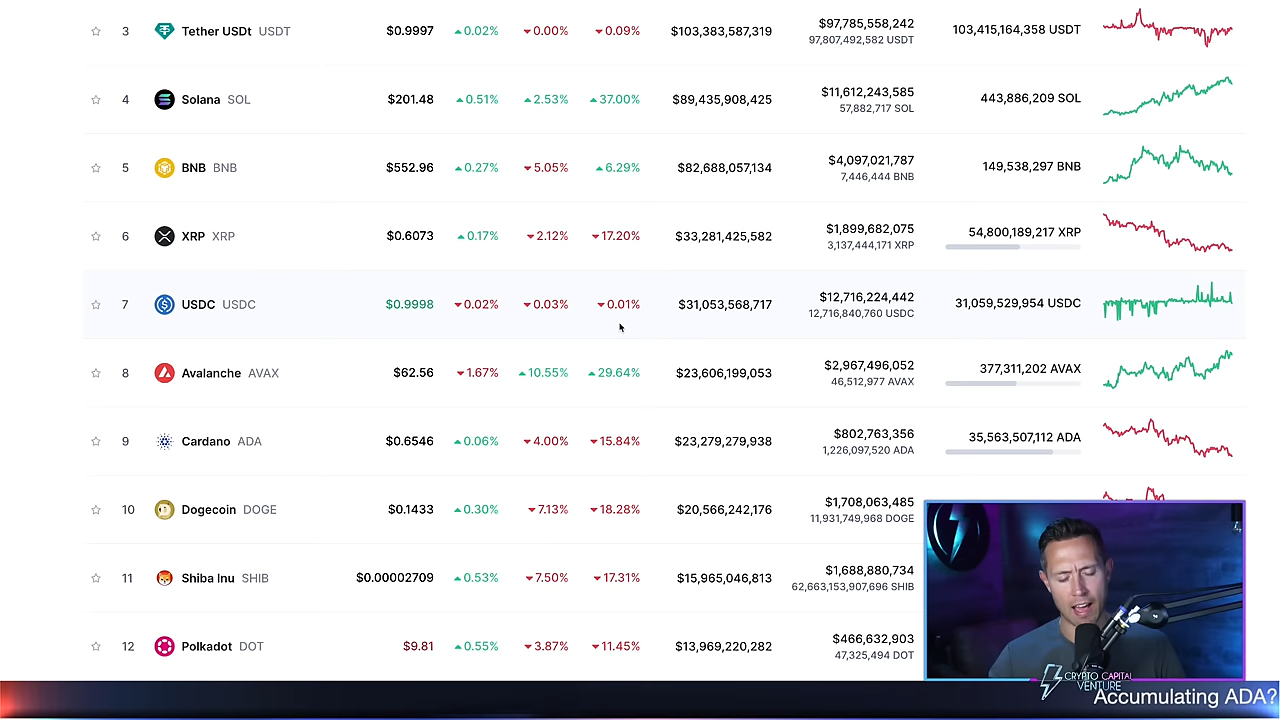 3 Tether USDt USDT $0.9997 0.02% 0.00% 0.09% $103,383,587,319 $97,785,558,242 103,415,164,358 USDT
97,807,492,582 USDT
4 Solana SOL $201.48 0.51% 2.53% 37.00% $89,435,908,425 $11,612,243,585 443,886,209 SOL
57,882,717 SOL
5 BNB BNB $552.96 0.27% 5.05% 6.29% $82,688,057,134 $4,097,021,787 149,538,297 BNB
7,446,444 BNB
6 XRP XRP $0.6073 0.17% 2.12% 17.20% $33,281,425,582 $1,899,682,075 54,800,189,217 XRP
3,137,444,171 XRP
7 USDC USDC $0.9998 0.02% 0.03% 0.01% $31,053,568,717 $12,716,224,442 31,059,529,954 USDC
12,716,840,760 USDC
8 Avalanche AVAX $62.56 1.67% 10.55% 29.64% $23,606,199,053 $2,967,496,052 377,311,202 AVAX
46,512,977 AVAX
9 Cardano ADA $0.6546 0.06% 4.00% 15.84% $23,279,279,938 $802,763,356 35,563,507,112 ADA
1,226,097,520 ADA
10 Dogecoin DOGE $0.1433 0.30% 7.13% 18.28% $20,566,242,176 $1,708,063,485
11,931,749,968 DOGE
11 Shiba Inu SHIB $0.00002709 0.53% 7.50% 17.31% $15,965,046,813 $1,688,880,734
62,663,153,907,696 SHIB
12 Polkadot DOT $9.81 0.55% 3.87% 11.45% $13,969,220,282 $466,632,903
47,325,494 DOT
CRYPTO CAPITAL
VENTURE
Accumulating ADA?